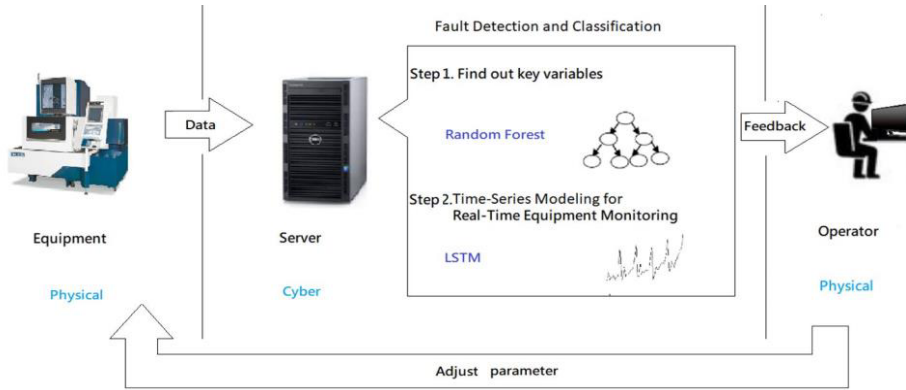 Fault Detection and Classification
Step 1. Find out key variables
Random Forest
Data
Feedback
DELL
Step 2.Time-Series Modeling for
Real-Time Equipment Monitoring
LSTM
Equipment
Server
Operator
Physical
Cyber
Physical
Adjust parameter